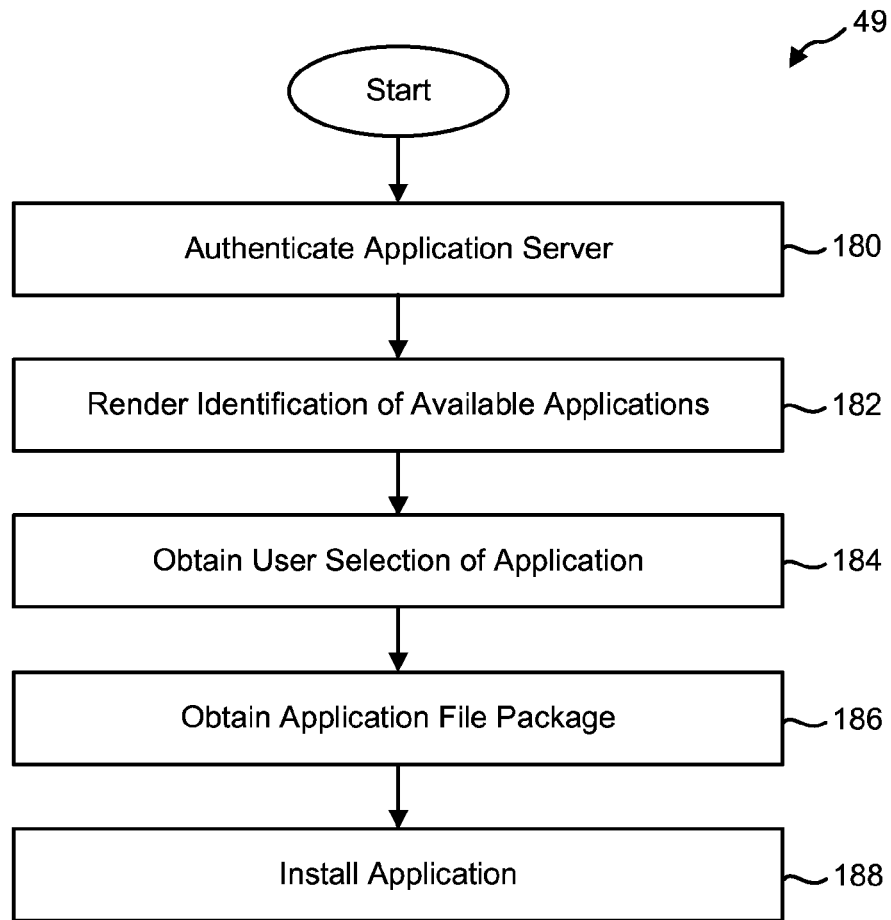 49
Start
Authenticate Application Server
180
Render Identification of Available Applications
182
Obtain User Selection of Application
184
Obtain Application File Package
186
Install Application
188